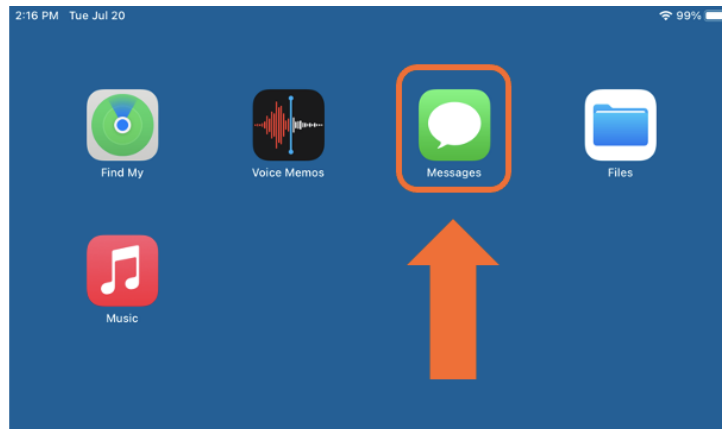 2:16 PM Tue Jul 20
99%
Find My
Voice Memos
Messages
Files
Music